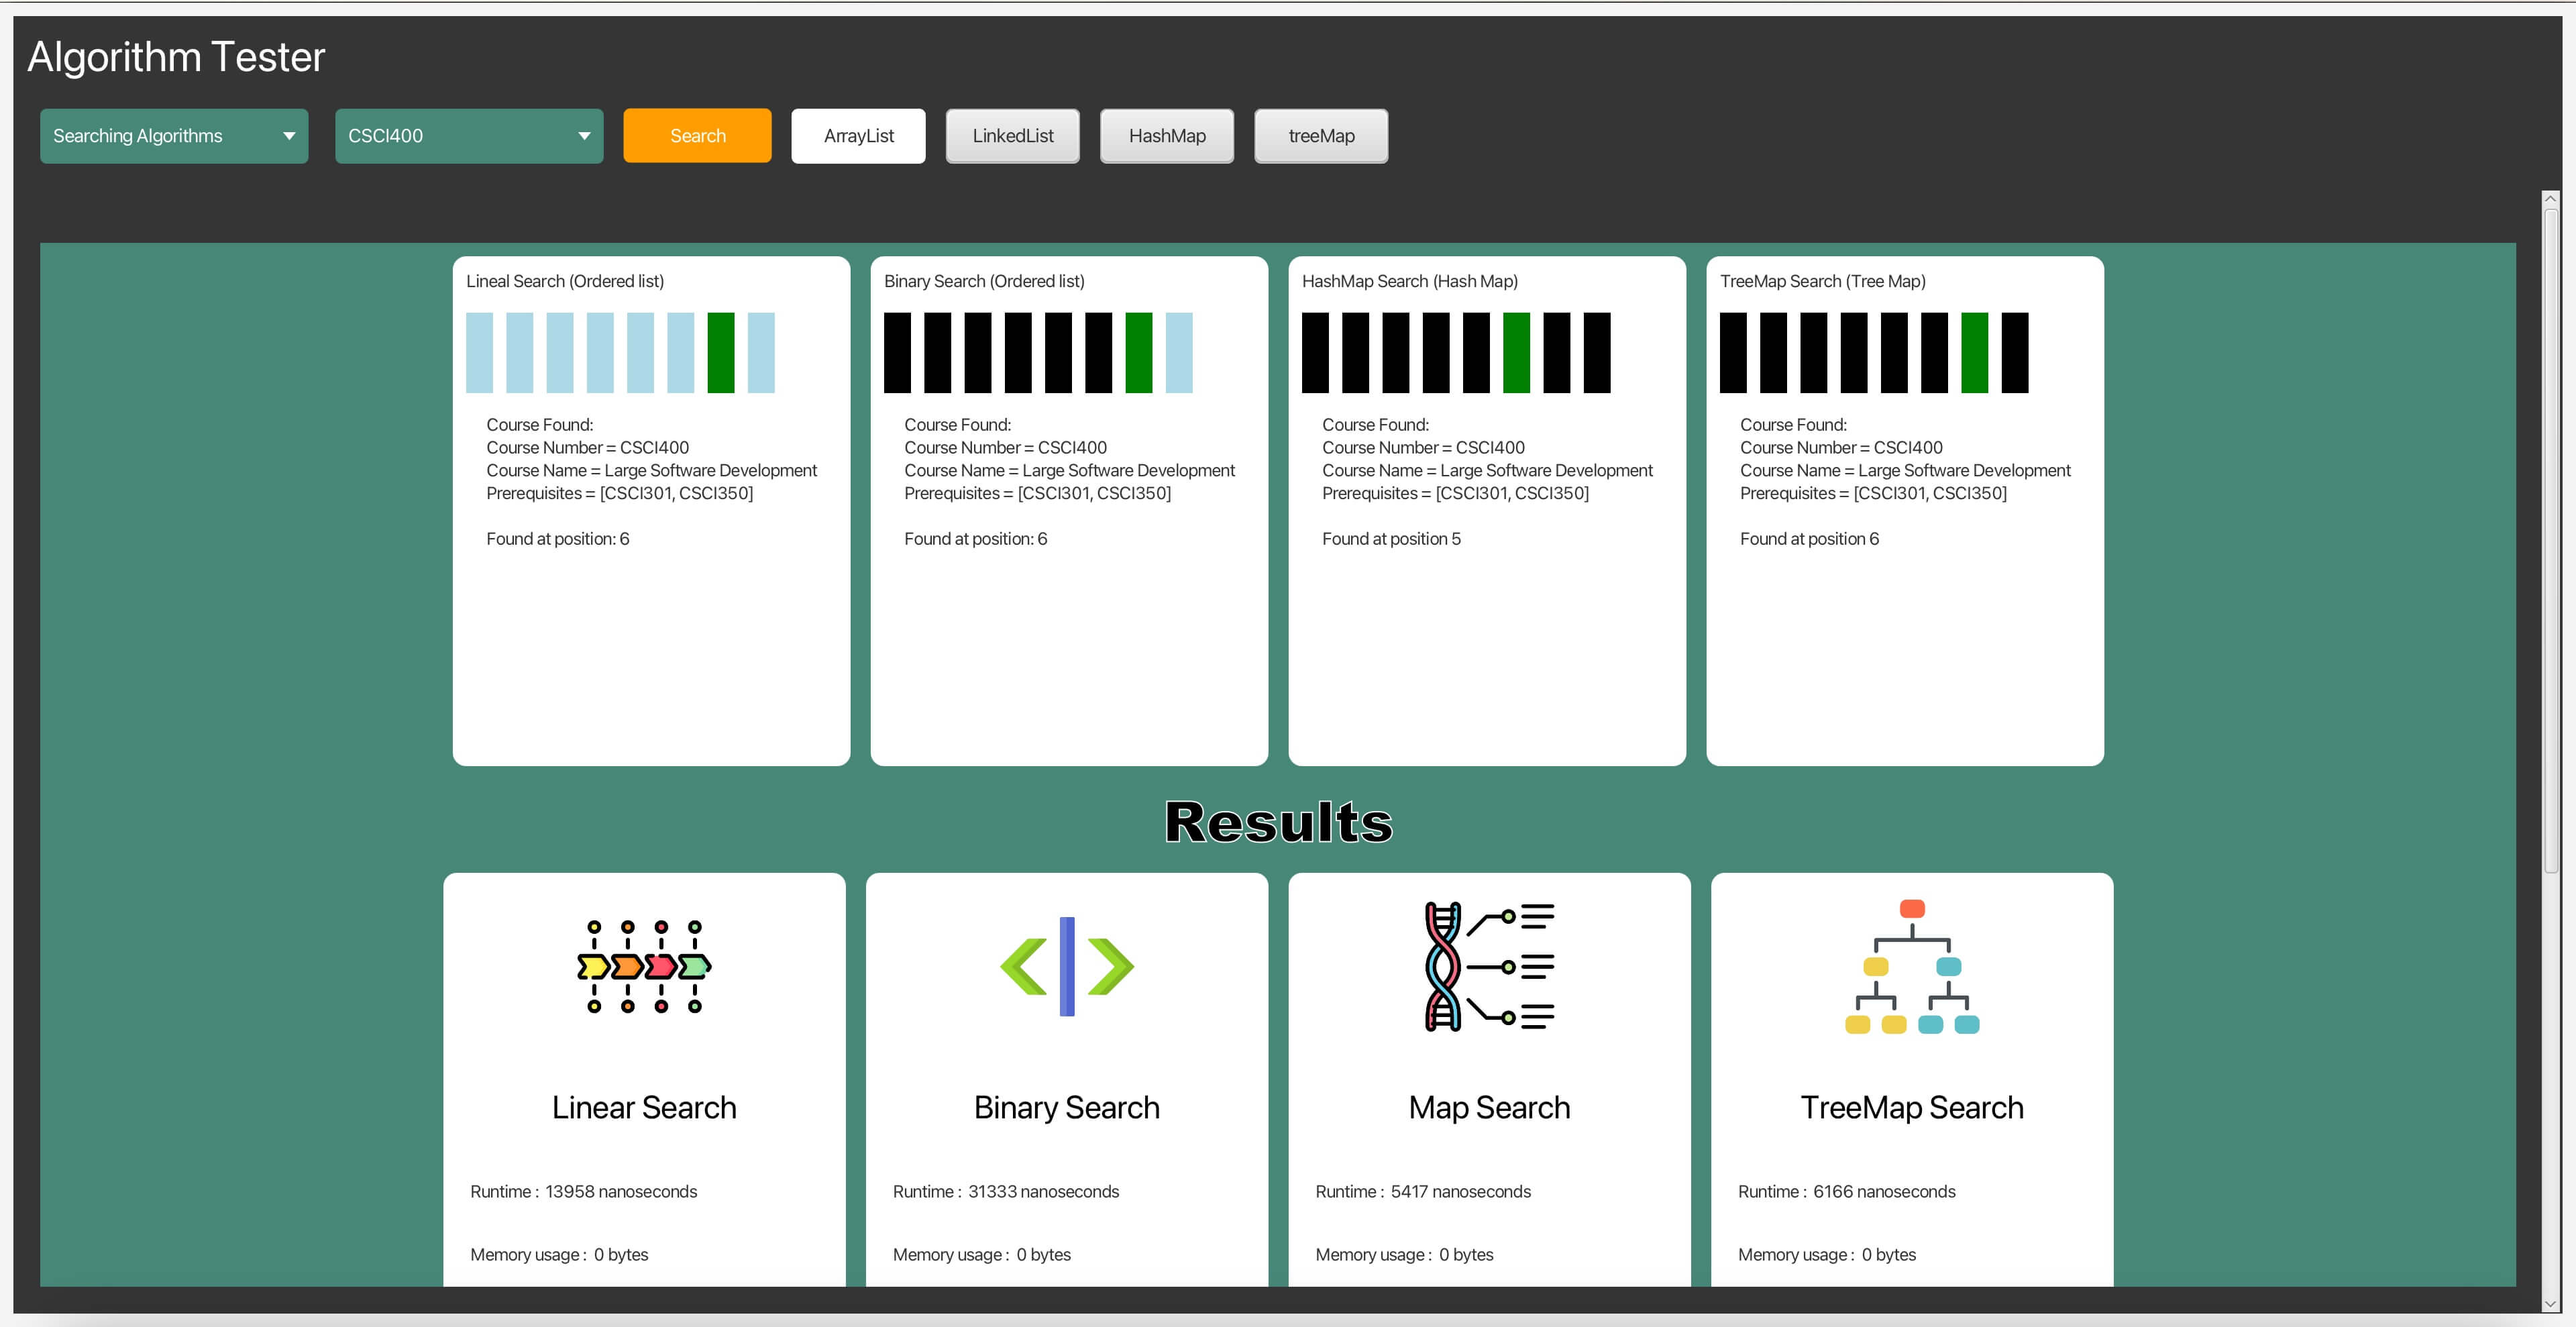 Algorithm Tester
Searching Algorithms
CSCI400
Search
ArrayList
LinkedList
HashMap
treeMap
Lineal Search (Ordered list)
Course Found:
Course Number = CSCI400
Course Name = Large Software Development
Prerequisites = [CSCI301, CSCI350]
Found at position: 6
Binary Search (Ordered list)
Course Found:
Course Number = CSCI400
Course Name = Large Software Development
Prerequisites = [CSCI301, CSCI350]
Found at position: 6
HashMap Search (Hash Map)
Course Found:
Course Number = CSCI400
Course Name = Large Software Development
Prerequisites = [CSCI301, CSCI350]
Found at position 5
TreeMap Search (Tree Map)
Course Found:
Course Number = CSCI400
Course Name = Large Software Development
Prerequisites = [CSCI301, CSCI350]
Found at position 6
Results
Linear Search
Runtime : 13958 nanoseconds
Memory usage : 0 bytes
Binary Search
Runtime : 31333 nanoseconds
Memory usage : 0 bytes
Map Search
Runtime : 5417 nanoseconds
Memory usage : 0 bytes
TreeMap Search
Runtime : 6166 nanoseconds
Memory usage : 0 bytes